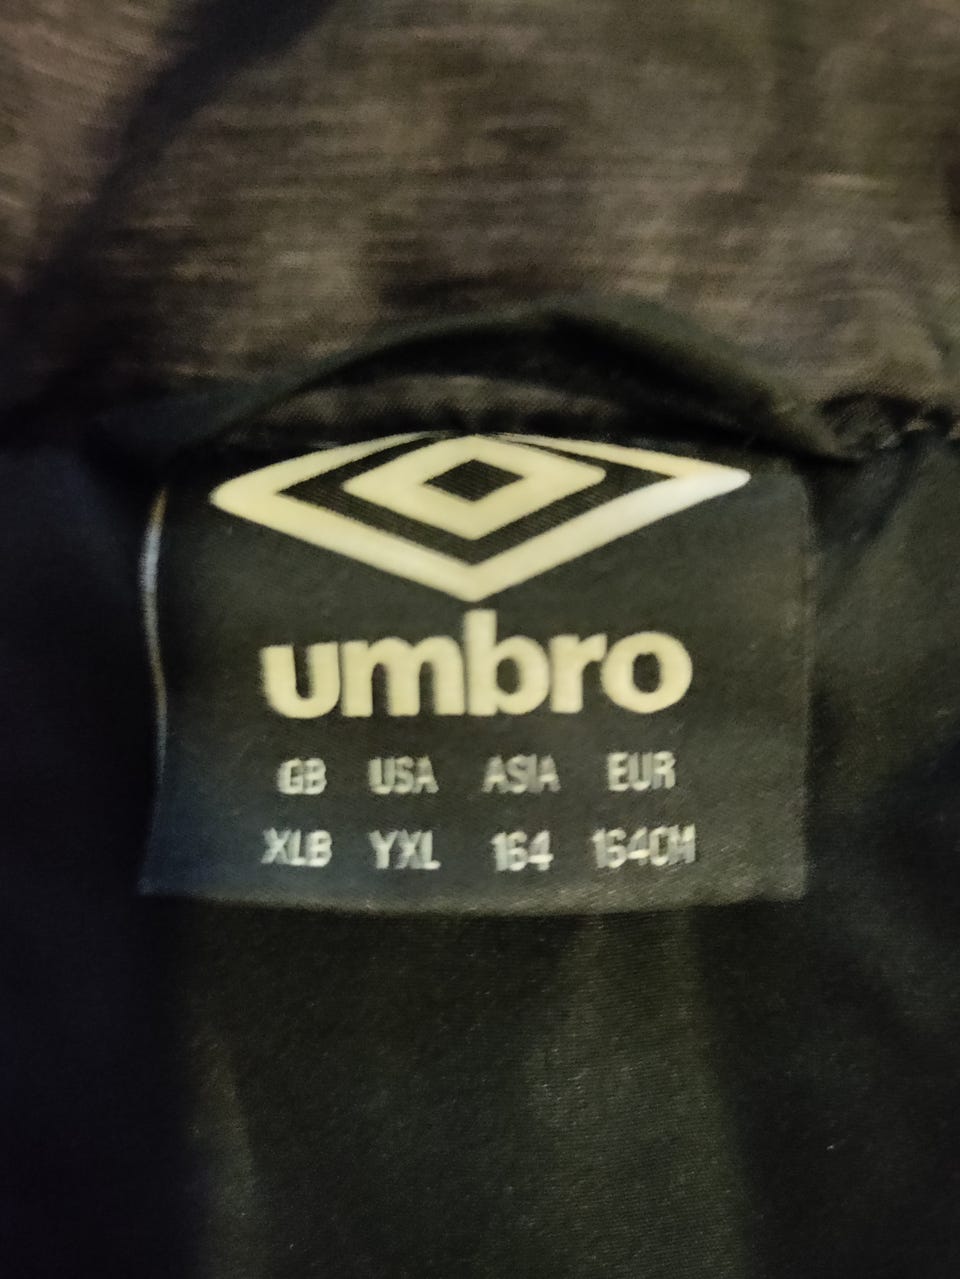 umbro
GB USA ASIA EUR
XLB YXL 164 164CM